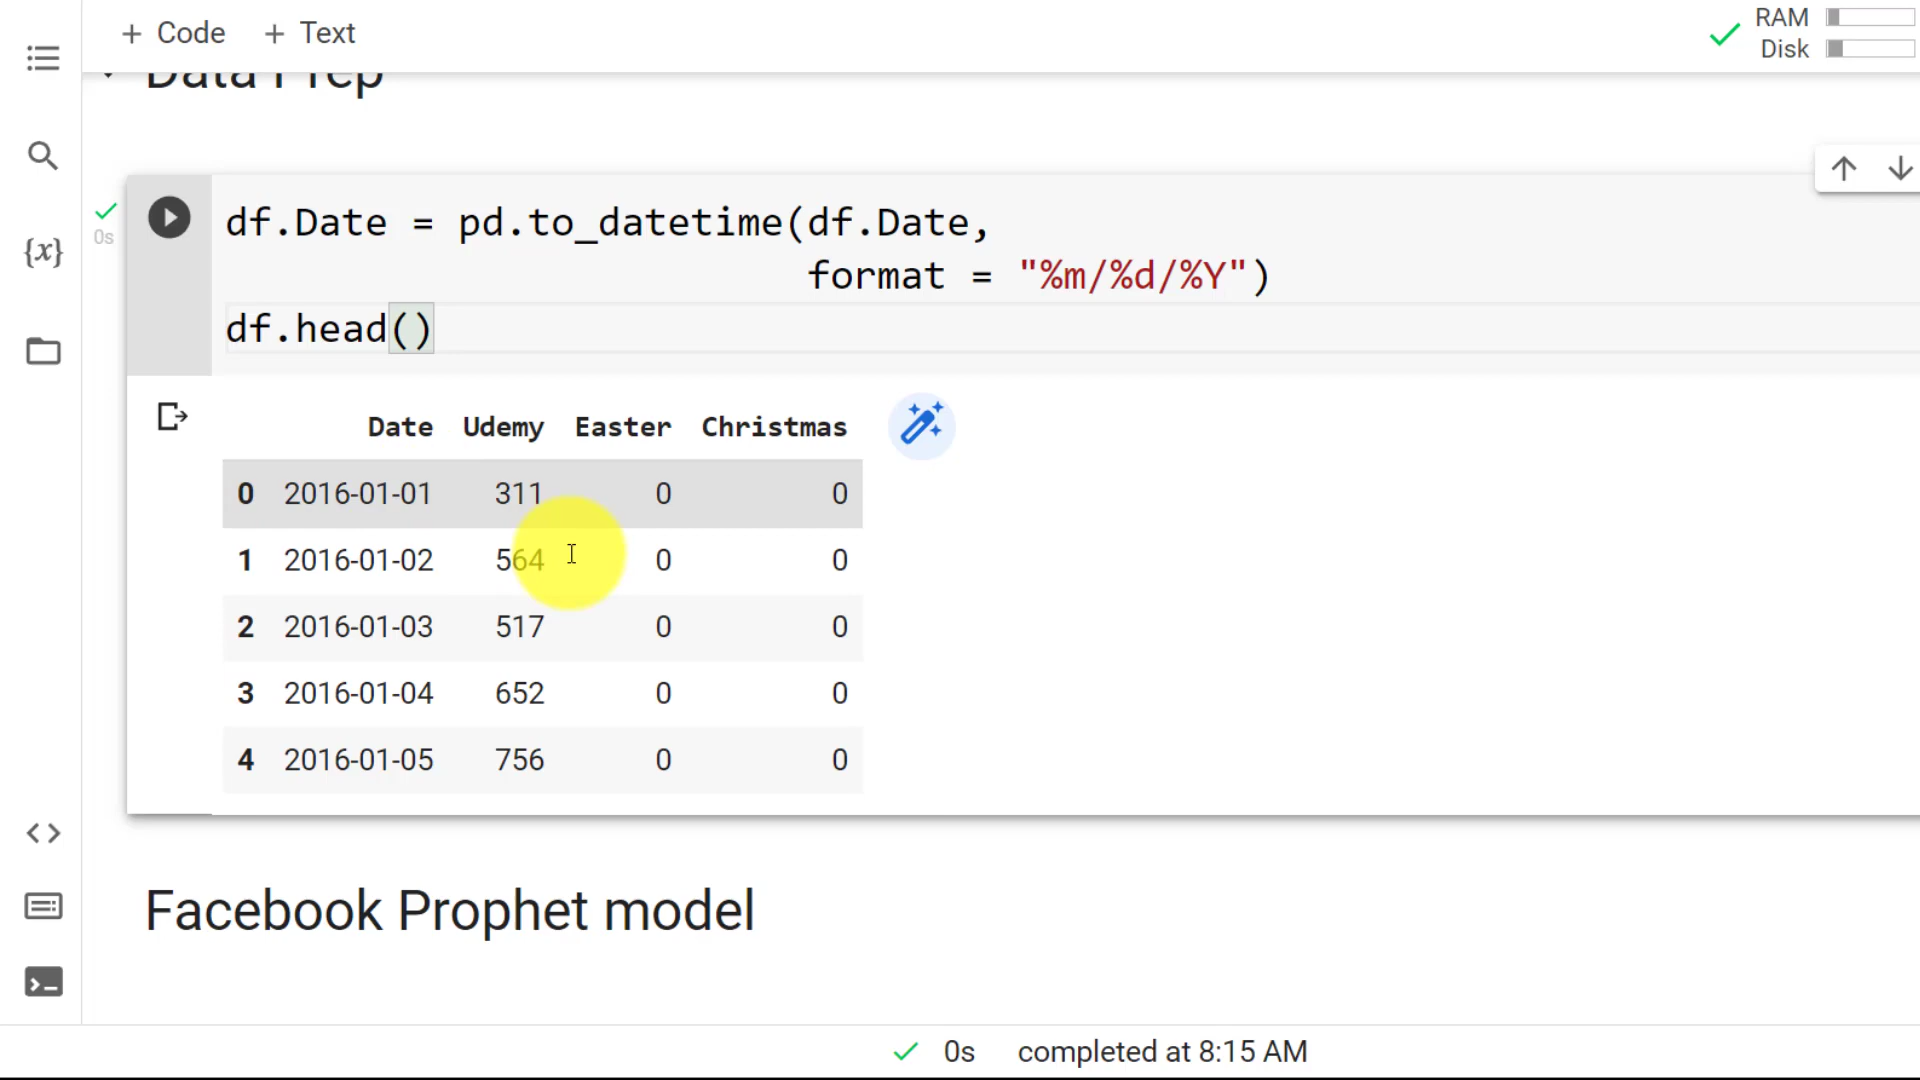 + Code + Text
RAM
Disk
Data Prep
{x}
0s
df.Date = pd.to_datetime(df.Date,
format = "%m/%d/%Y")
df.head()
Date Udemy Easter Christmas
0 2016-01-01 311 0 0
1 2016-01-02 564 0 0
2 2016-01-03 517 0 0
3 2016-01-04 652 0 0
4 2016-01-05 756 0 0
Facebook Prophet model
0s completed at 8:15 AM